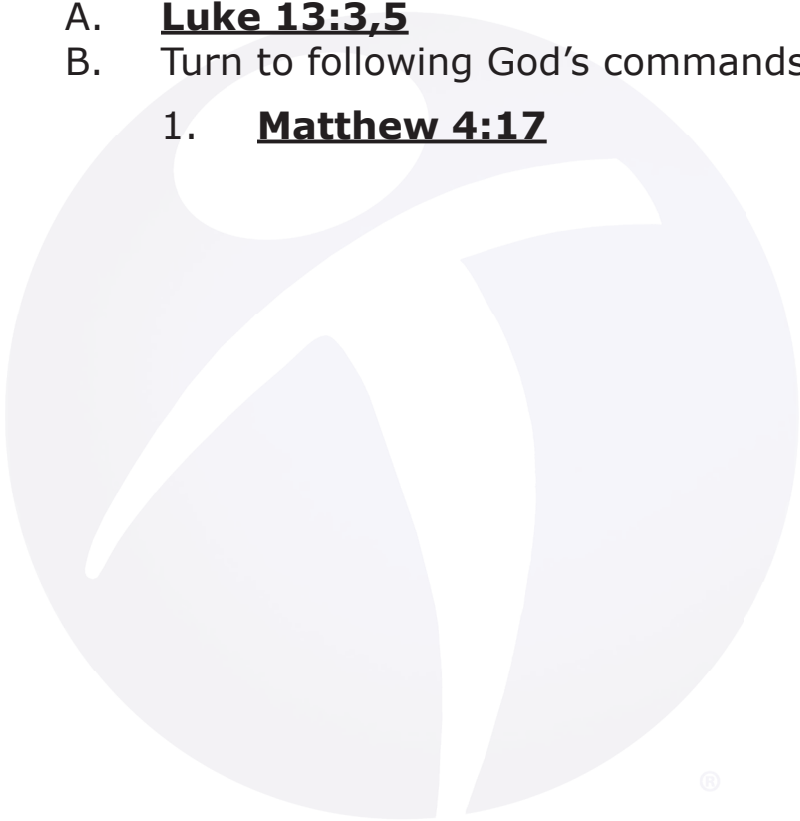 A. Luke 13:3,5
B. Turn to following God’s commands
1. Matthew 4:17
®